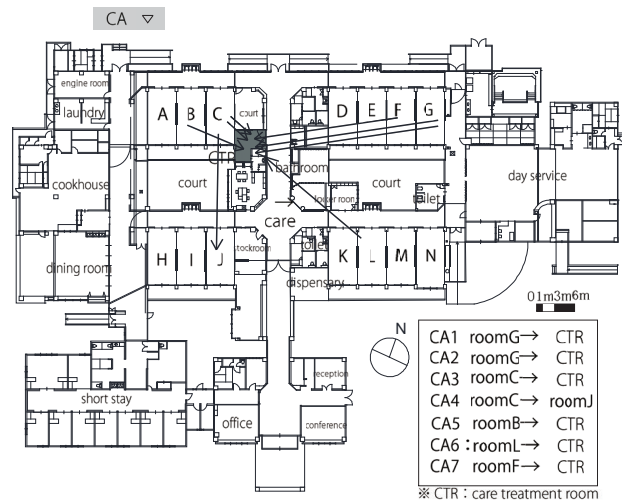 CA ▽
engine room
laundry
A B C court D E F G
CTR
bathroom
cookhouse
court
locker room
court
toilet
day service
care
stockroom
toilet
H I J K L M N
dining room
dispensary
0 1m 3m 6m
N
short stay
reception
office
conference
CA1 roomG→ CTR
CA2 roomG→ CTR
CA3 roomC→ CTR
CA4 roomC→ roomJ
CA5 roomB→ CTR
CA6 : roomL→ CTR
CA7 roomF→ CTR
※ CTR : care treatment room